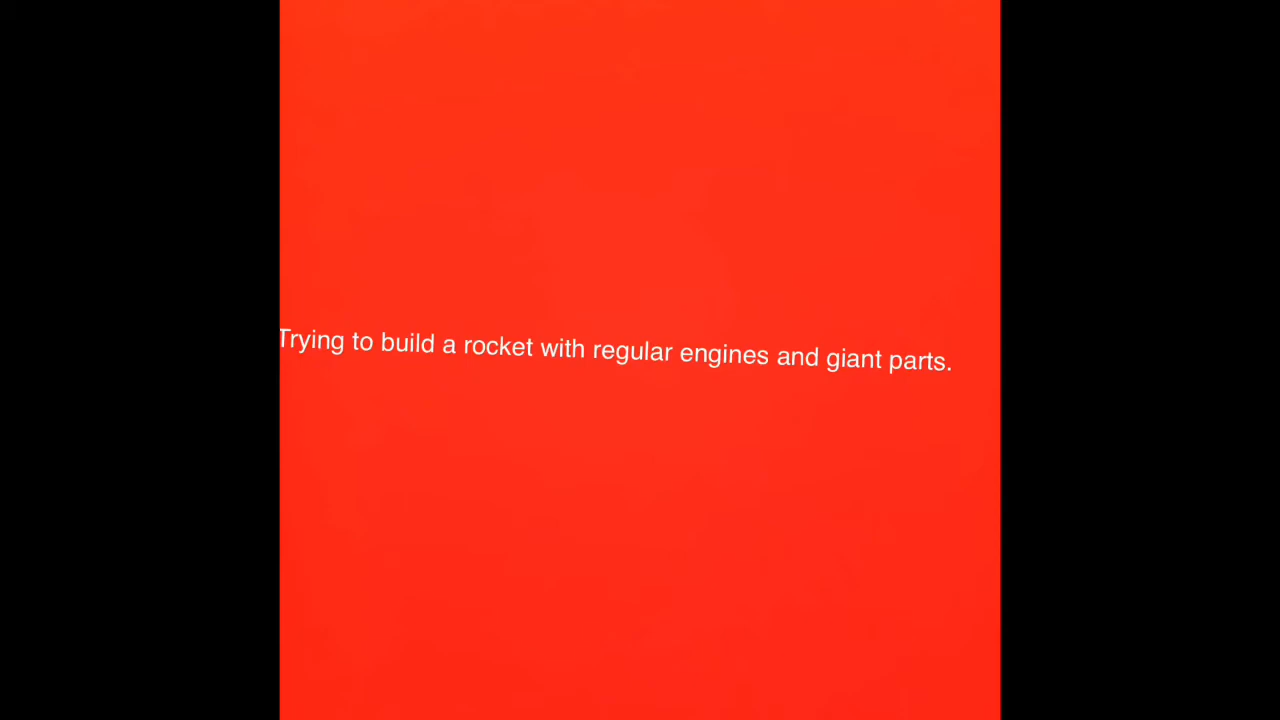 Trying to build a rocket with regular engines and giant parts.